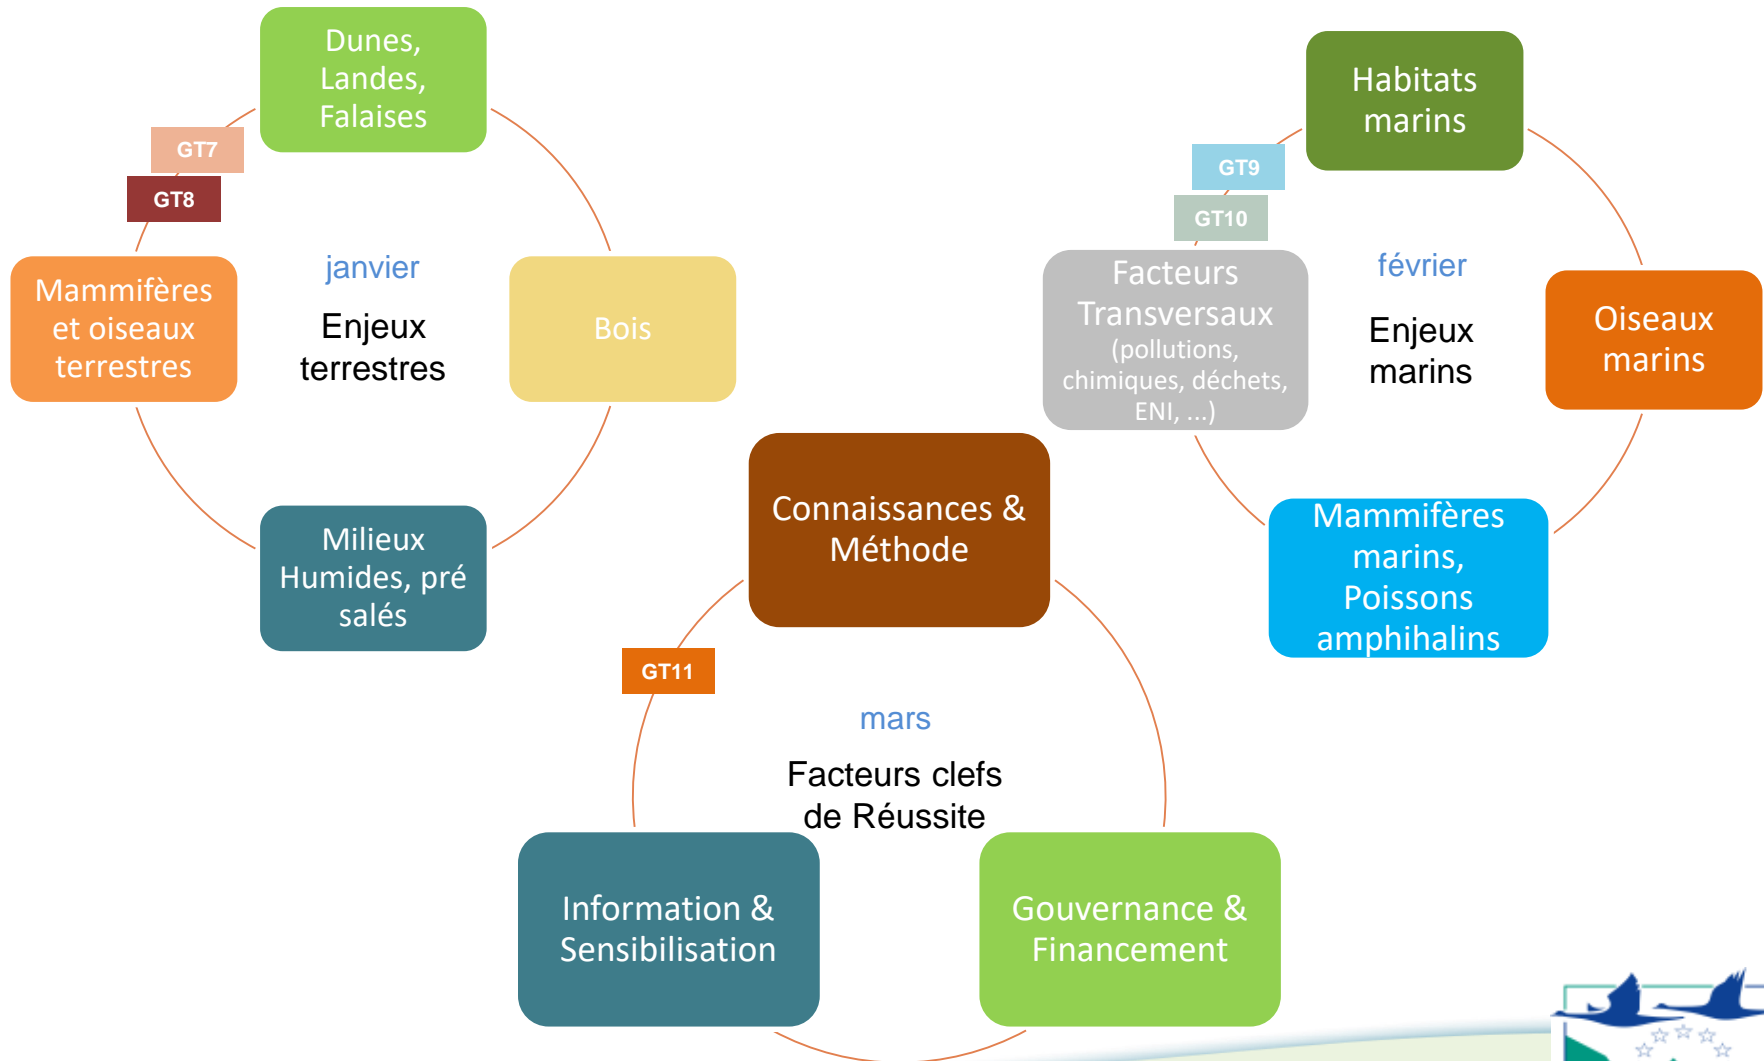 Dunes,
Landes,
Falaises
GT7
GT8
Mammifères
et oiseaux
terrestres
janvier
Enjeux
terrestres
Bois
Milieux
Humides, pré
salés
Habitats
marins
GT9
GT10
Facteurs
Transversaux
(pollutions,
chimiques, déchets,
ENI, ...)
février
Enjeux
marins
Oiseaux
marins
Mammifères
marins,
Poissons
amphihalins
Connaissances &
Méthode
GT11
mars
Facteurs clefs
de Réussite
Information &
Sensibilisation
Gouvernance &
Financement